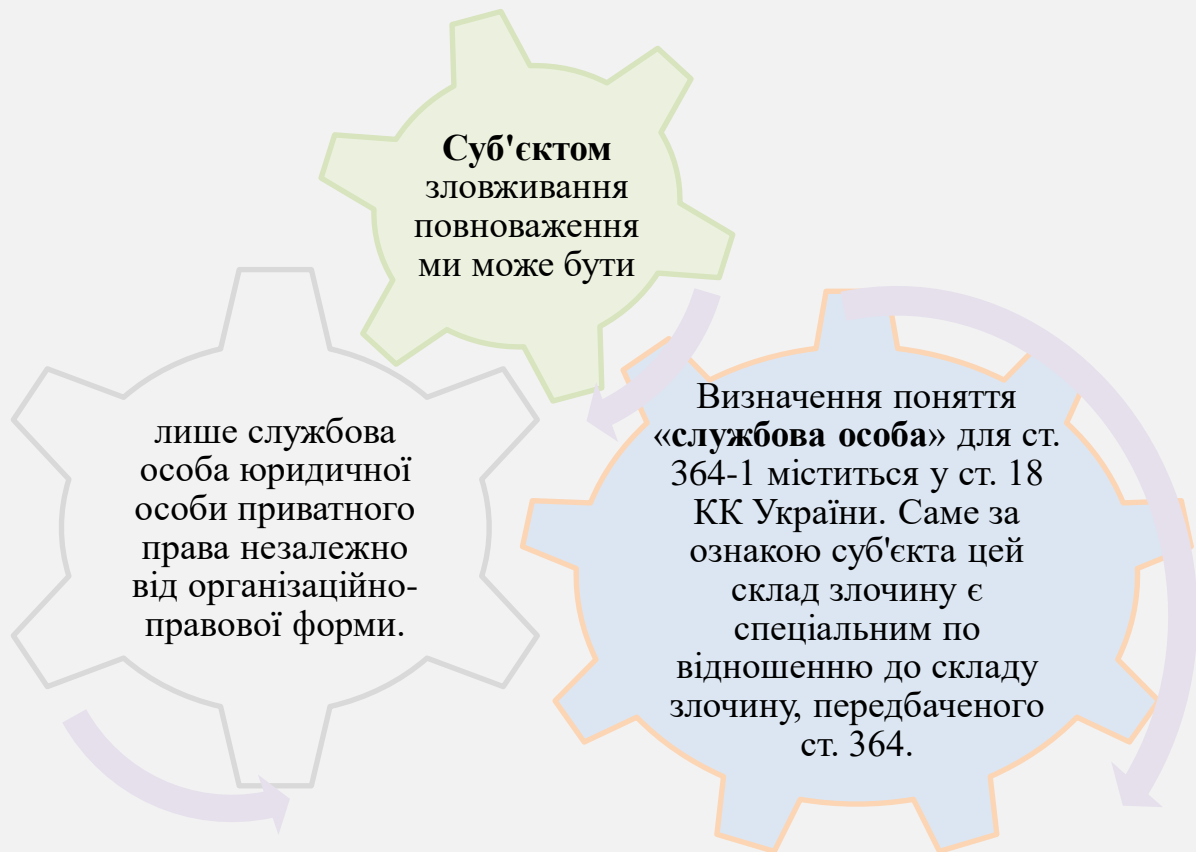 Суб'єктом
зловживання
повноваження
ми може бути
лише службова
особа юридичної
особи приватного
права незалежно
від організаційно-
правової форми.
Визначення поняття
«службова особа» для ст.
364-1 міститься у ст. 18
КК України. Саме за
ознакою суб'єкта цей
склад злочину є
спеціальним по
відношенню до складу
злочину, передбаченого
ст. 364.